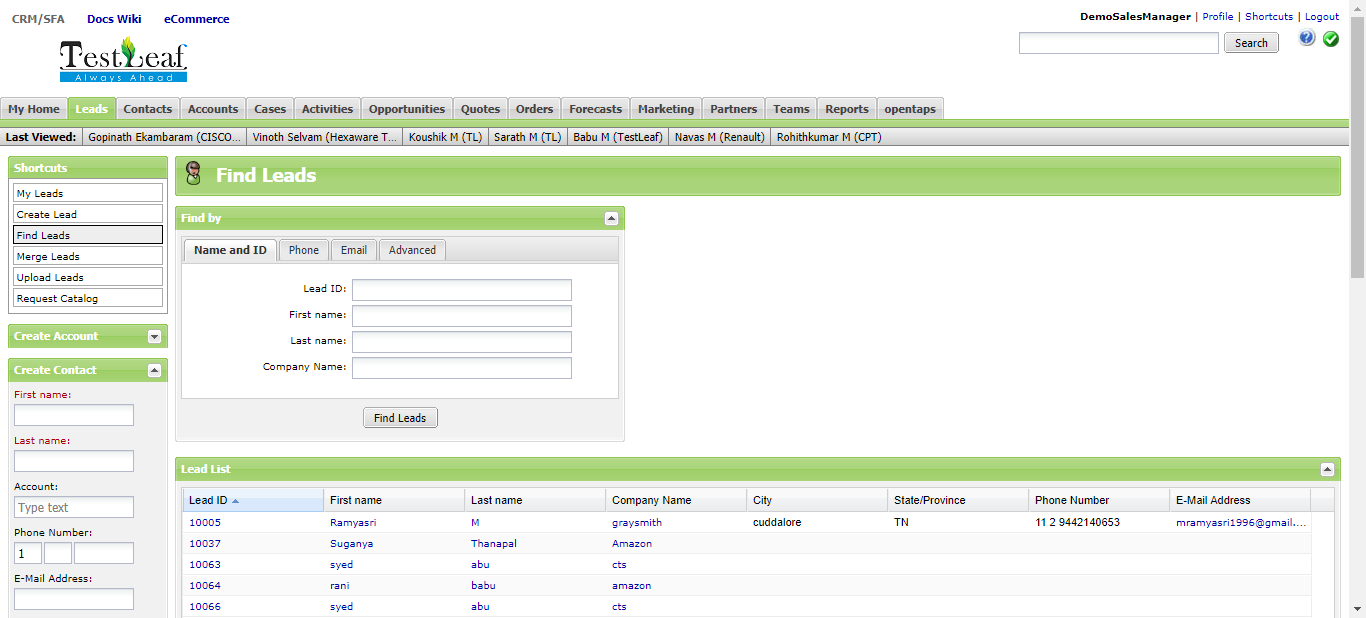 CRM/SFA Docs Wiki eCommerce
DemoSalesManager | Profile | Shortcuts | Logout
TestLeaf
Always Ahead
Search
?
My Home Leads Contacts Accounts Cases Activities Opportunities Quotes Orders Forecasts Marketing Partners Teams Reports opentaps
Last Viewed: Gopinath Ekambaram (CISCO... Vinoth Selvam (Hexaware T... Koushik M (TL) Sarath M (TL) Babu M (TestLeaf) Navas M (Renault) Rohithkumar M (CPT)
Shortcuts
My Leads
Create Lead
Find Leads
Merge Leads
Upload Leads
Request Catalog
Create Account
Create Contact
First name:
Last name:
Account:
Type text
Phone Number:
1
E-Mail Address:
Find Leads
Find by
Name and ID Phone Email Advanced
Lead ID:
First name:
Last name:
Company Name:
Find Leads
Lead List
Lead ID First name Last name Company Name City State/Province Phone Number E-Mail Address
10005 Ramyasri M graysmith cuddalore TN 11 2 9442140653 mramyasri1996@gmail....
10037 Suganya Thanapal Amazon
10063 syed abu cts
10064 rani babu amazon
10066 syed abu cts